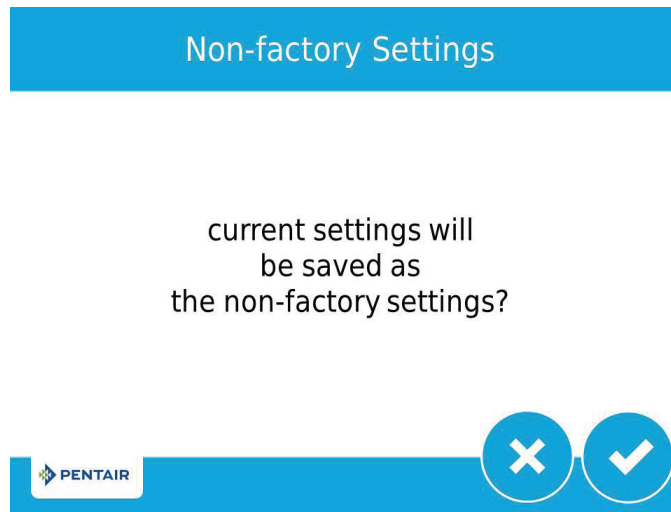 Non-factory Settings
current settings will
be saved as
the non-factory settings?
PENTAIR